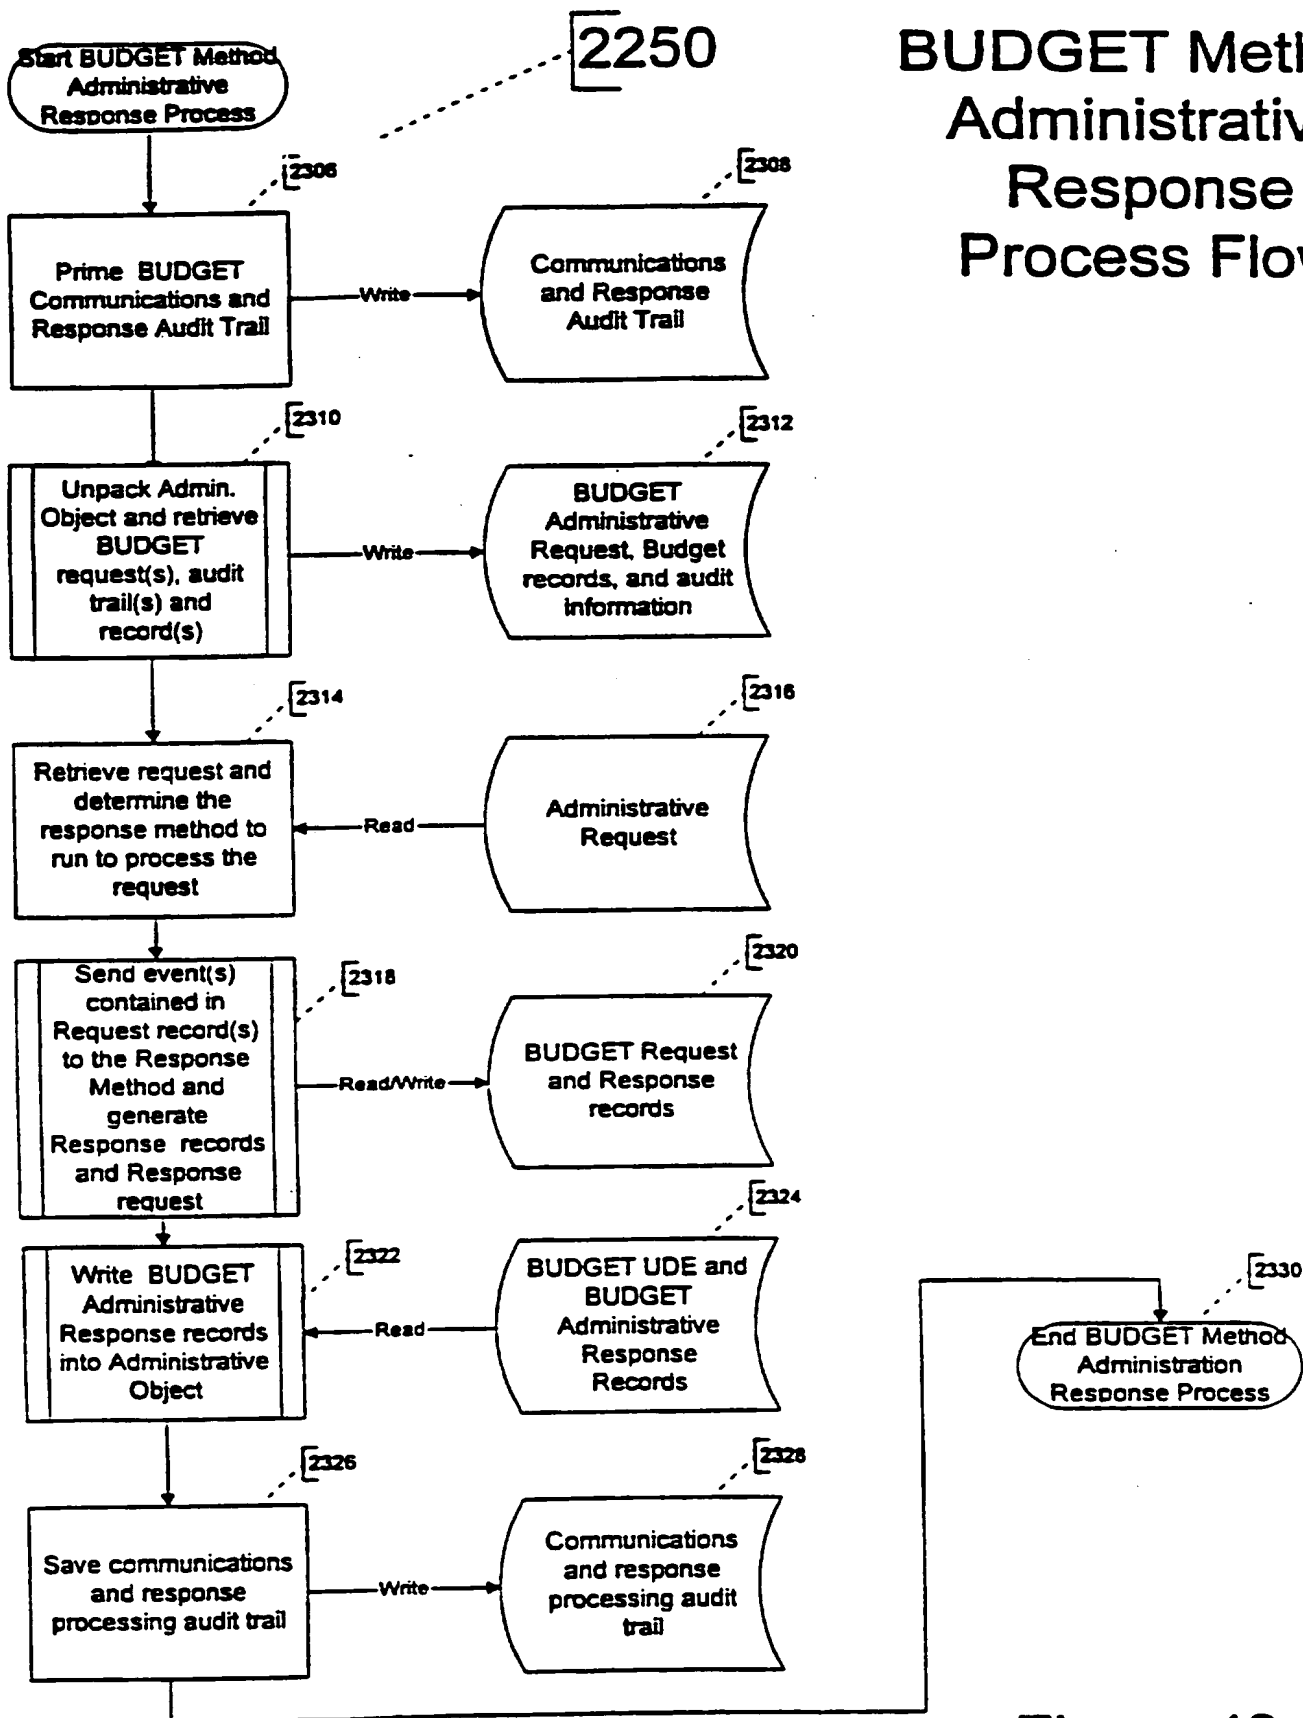 2250
BUDGET Meth
Administrativ
Response
Process Flov
Start BUDGET Method
Administrative
Response Process
2306
2308
Prime BUDGET
Communications and
Response Audit Trail
Write
Communications
and Response
Audit Trail
2310
2312
Unpack Admin.
Object and retrieve
BUDGET
request(s), audit
trail(s) and
record(s)
Write
BUDGET
Administrative
Request, Budget
records, and audit
information
2314
2316
Retrieve request and
determine the
response method to
run to process the
request
Read
Administrative
Request
2318
2320
Send event(s)
contained in
Request record(s)
to the Response
Method and
generate
Response records
and Response
request
Read/Write
BUDGET Request
and Response
records
2322
2324
Write BUDGET
Administrative
Response records
into Administrative
Object
Read
BUDGET UDE and
BUDGET
Administrative
Response
Records
2330
End BUDGET Method
Administration
Response Process
2326
2328
Save communications
and response
processing audit trail
Write
Communications
and response
processing audit
trail